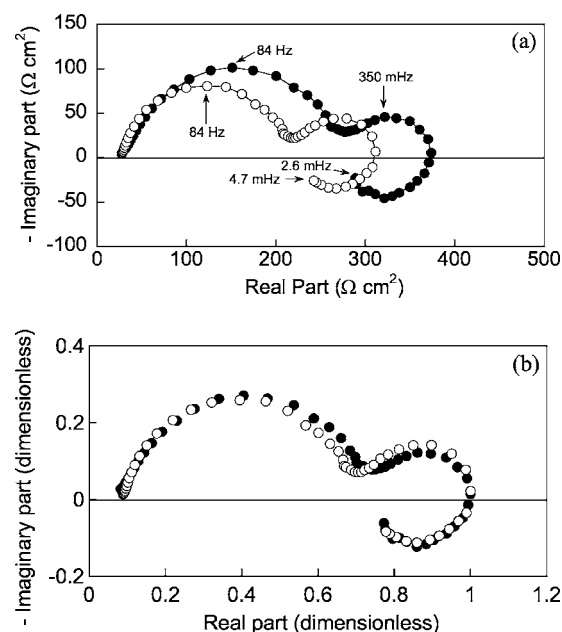 (a)
- Imaginary part (Ω cm²)
150
100
50
0
-50
-100
84 Hz
350 mHz
84 Hz
2.6 mHz
4.7 mHz
0 100 200 300 400 500
Real Part (Ω cm²)
(b)
- Imaginary part (dimensionless)
0.4
0.2
0
-0.2
0 0.2 0.4 0.6 0.8 1 1.2
Real part (dimensionless)